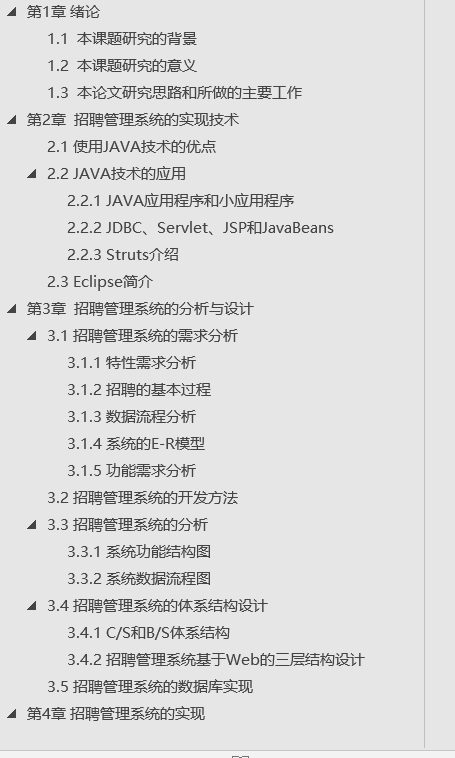 第1章 绪论
1.1 本课题研究的背景
1.2 本课题研究的意义
1.3 本论文研究思路和所做的主要工作
第2章 招聘管理系统的实现技术
2.1 使用JAVA技术的优点
2.2 JAVA技术的应用
2.2.1 JAVA应用程序和小应用程序
2.2.2 JDBC、Servlet、JSP和JavaBeans
2.2.3 Struts介绍
2.3 Eclipse简介
第3章 招聘管理系统的分析与设计
3.1 招聘管理系统的需求分析
3.1.1 特性需求分析
3.1.2 招聘的基本过程
3.1.3 数据流程分析
3.1.4 系统的E-R模型
3.1.5 功能需求分析
3.2 招聘管理系统的开发方法
3.3 招聘管理系统的分析
3.3.1 系统功能结构图
3.3.2 系统数据流程图
3.4 招聘管理系统的体系结构设计
3.4.1 C/S和B/S体系结构
3.4.2 招聘管理系统基于Web的三层结构设计
3.5 招聘管理系统的数据库实现
第4章 招聘管理系统的实现